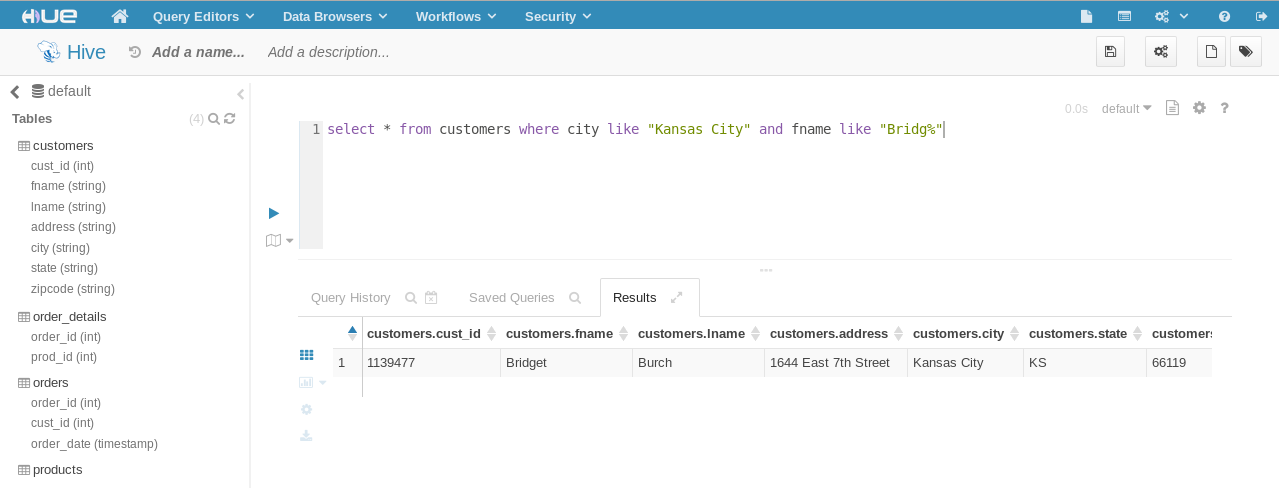 HUE Query Editors Data Browsers Workflows Security
Hive Add a name... Add a description...
default
Tables (4)
customers
cust_id (int)
fname (string)
lname (string)
address (string)
city (string)
state (string)
zipcode (string)
order_details
order_id (int)
prod_id (int)
orders
order_id (int)
cust_id (int)
order_date (timestamp)
products
0.0s default ?
1 select * from customers where city like "Kansas City" and fname like "Bridg%"
Query History Saved Queries Results
customers.cust_id customers.fname customers.lname customers.address customers.city customers.state customers
1 1139477 Bridget Burch 1644 East 7th Street Kansas City KS 66119